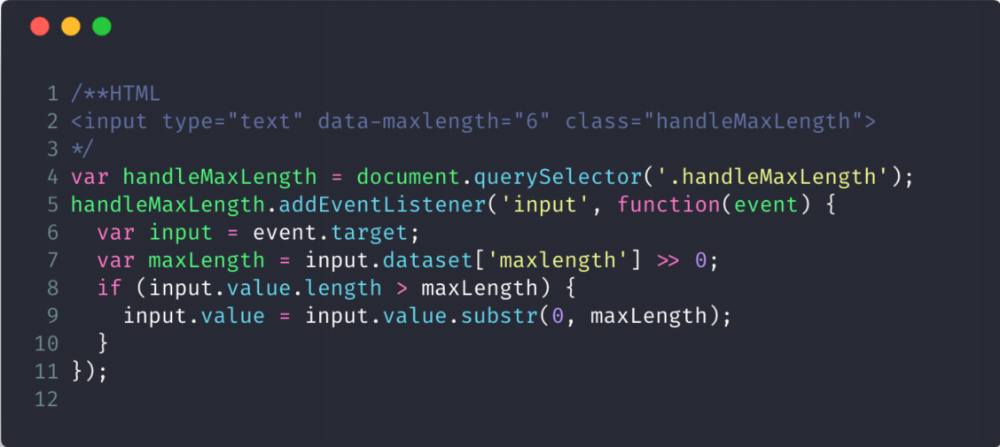 1 /**HTML
2 <input type="text" data-maxlength="6" class="handleMaxLength">
3 */
4 var handleMaxLength = document.querySelector('.handleMaxLength');
5 handleMaxLength.addEventListener('input', function(event) {
6   var input = event.target;
7   var maxLength = input.dataset['maxlength'] >> 0;
8   if (input.value.length > maxLength) {
9     input.value = input.value.substr(0, maxLength);
10   }
11 });
12